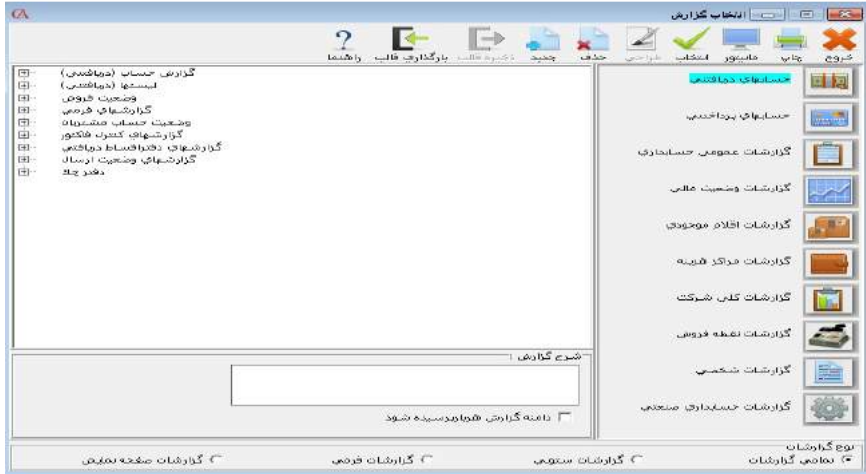 انتخاب گزارش
خروج چاپ مانیتور انتخاب طراحی حذف جدید ذخیره قالب بارگذاری قالب راهنما
حسابهای دریافتنی
حسابهای پرداختنی
گزارشات عمومی حسابداری
گزارشات وضعیت مالی
گزارشات اقلام موجودی
گزارشات مراکز هزینه
گزارشات کلی شرکت
گزارشات نقطه فروش
گزارشات شخصی
گزارشات حسابداری صنعتی
گزارش حساب (دریافتنی)
لیستها (دریافتنی)
وضعیت فروش
گزارشهای فرمی
وضعیت حساب مشتریان
گزارشهای کنترل فاکتور
گزارشهای دفتراقساط دریافتی
گزارشهای وضعیت ارسال
دفتر چک
شرح گزارش :
دامنه گزارش هربارپرسیده شود
نوع گزارشات
تمامی گزارشات گزارشات ستونی گزارشات فرمی گزارشات صفحه نمایش